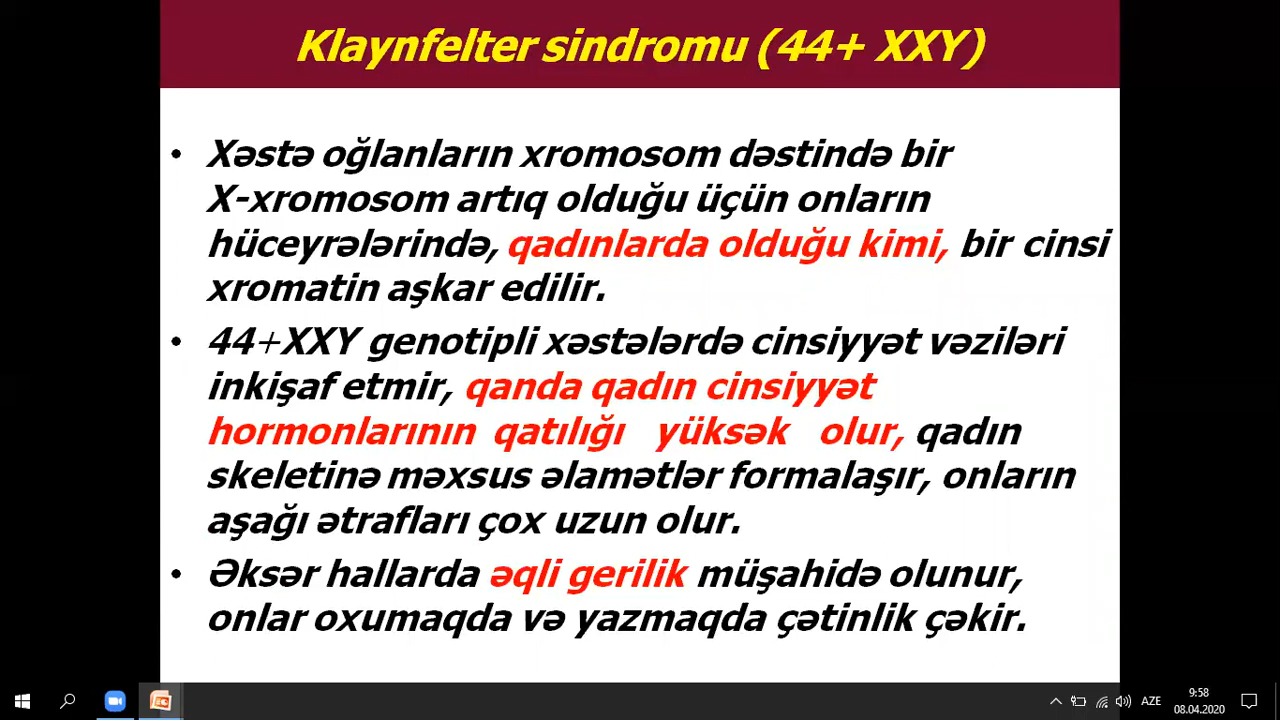 Klaynfelter sindromu (44+ XXY)
• Xəstə oğlanların xromosom dəstində bir
X-xromosom artıq olduğu üçün onların
hüceyrələrində, qadınlarda olduğu kimi, bir cinsi
xromatin aşkar edilir.
• 44+XXY genotipli xəstələrdə cinsiyyət vəziləri
inkişaf etmir, qanda qadın cinsiyyət
hormonlarının qatılığı yüksək olur, qadın
skeletinə məxsus əlamətlər formalaşır, onların
aşağı ətrafları çox uzun olur.
• Əksər hallarda əqli gerilik müşahidə olunur,
onlar oxumaqda və yazmaqda çətinlik çəkir.
AZE
9:58
08.04.2020